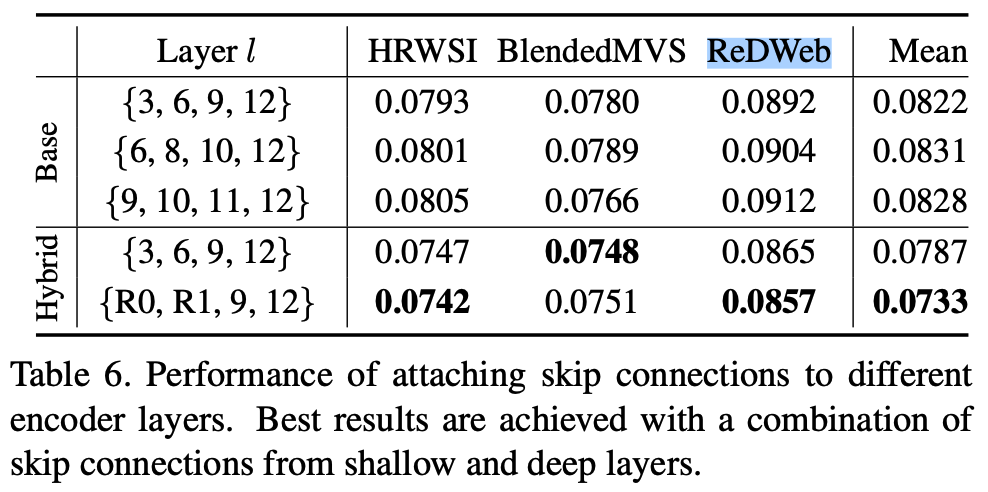 Layer l HRWSI BlendedMVS ReDWeb Mean
Base
{3, 6, 9, 12} 0.0793 0.0780 0.0892 0.0822
{6, 8, 10, 12} 0.0801 0.0789 0.0904 0.0831
{9, 10, 11, 12} 0.0805 0.0766 0.0912 0.0828
Hybrid
{3, 6, 9, 12} 0.0747 0.0748 0.0865 0.0787
{R0, R1, 9, 12} 0.0742 0.0751 0.0857 0.0733
Table 6. Performance of attaching skip connections to different
encoder layers. Best results are achieved with a combination of
skip connections from shallow and deep layers.